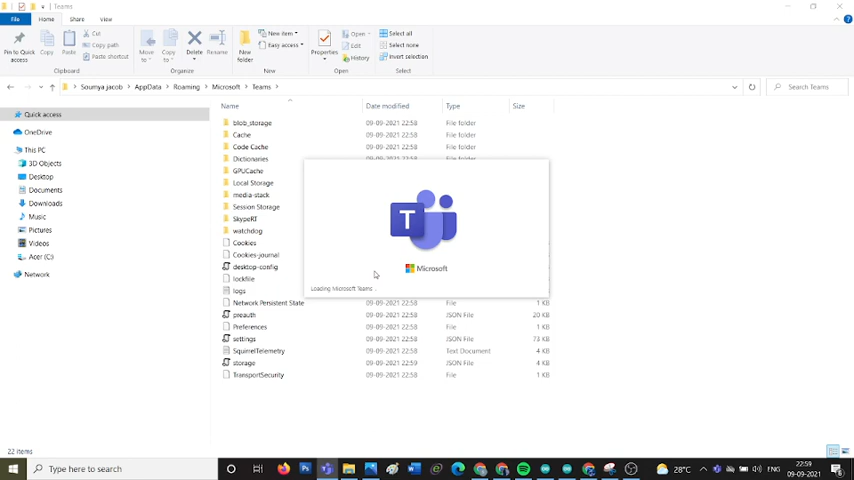 Teams
File Home Share View
Pin to Quick access
Copy
Paste
Cut
Copy path
Paste shortcut
Clipboard
Move to
Copy to
Delete
Rename
Organize
New folder
New item
Easy access
New
Properties
Open
Edit
History
Open
Select all
Select none
Invert selection
Select
Soumya jacob > AppData > Roaming > Microsoft > Teams >
Search Teams
Quick access
OneDrive
This PC
3D Objects
Desktop
Documents
Downloads
Music
Pictures
Videos
Acer (C:)
Network
Name Date modified Type Size
blob_storage 09-09-2021 22:58 File folder
Cache 09-09-2021 22:58 File folder
Code Cache 09-09-2021 22:58 File folder
Dictionaries 09-09-2021 22:58 File folder
GPUCache
Local Storage
media-stack
Session Storage
SkypeRT
watchdog
Cookies
Cookies-journal
desktop-config
lockfile
logs
Network Persistent State 09-09-2021 22:58 File 1 KB
preauth 09-09-2021 22:58 JSON File 20 KB
Preferences 09-09-2021 22:58 File 1 KB
settings 09-09-2021 22:58 JSON File 73 KB
SquirrelTelemetry 09-09-2021 22:58 Text Document 4 KB
storage 09-09-2021 22:59 JSON File 4 KB
TransportSecurity 09-09-2021 22:58 File 1 KB
T
Microsoft
Loading Microsoft Teams .
22 items
Type here to search
28°C
ENG
22:59
09-09-2021